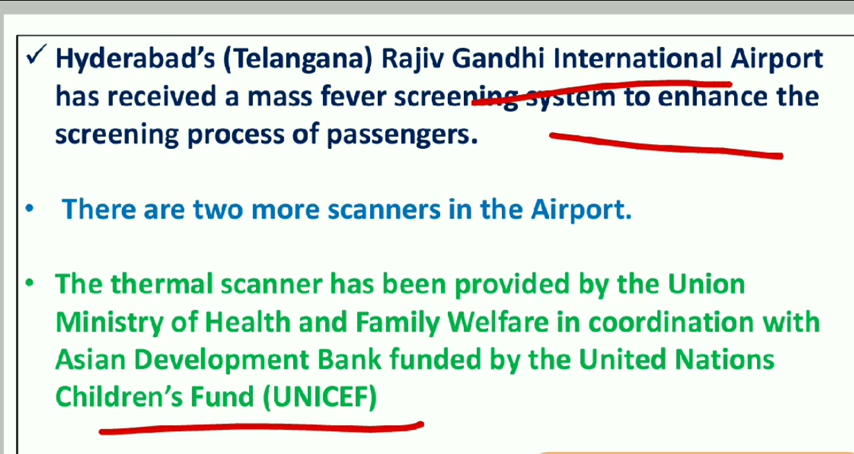 ✓ Hyderabad's (Telangana) Rajiv Gandhi International Airport
has received a mass fever screening system to enhance the
screening process of passengers.
• There are two more scanners in the Airport.
• The thermal scanner has been provided by the Union
Ministry of Health and Family Welfare in coordination with
Asian Development Bank funded by the United Nations
Children's Fund (UNICEF)